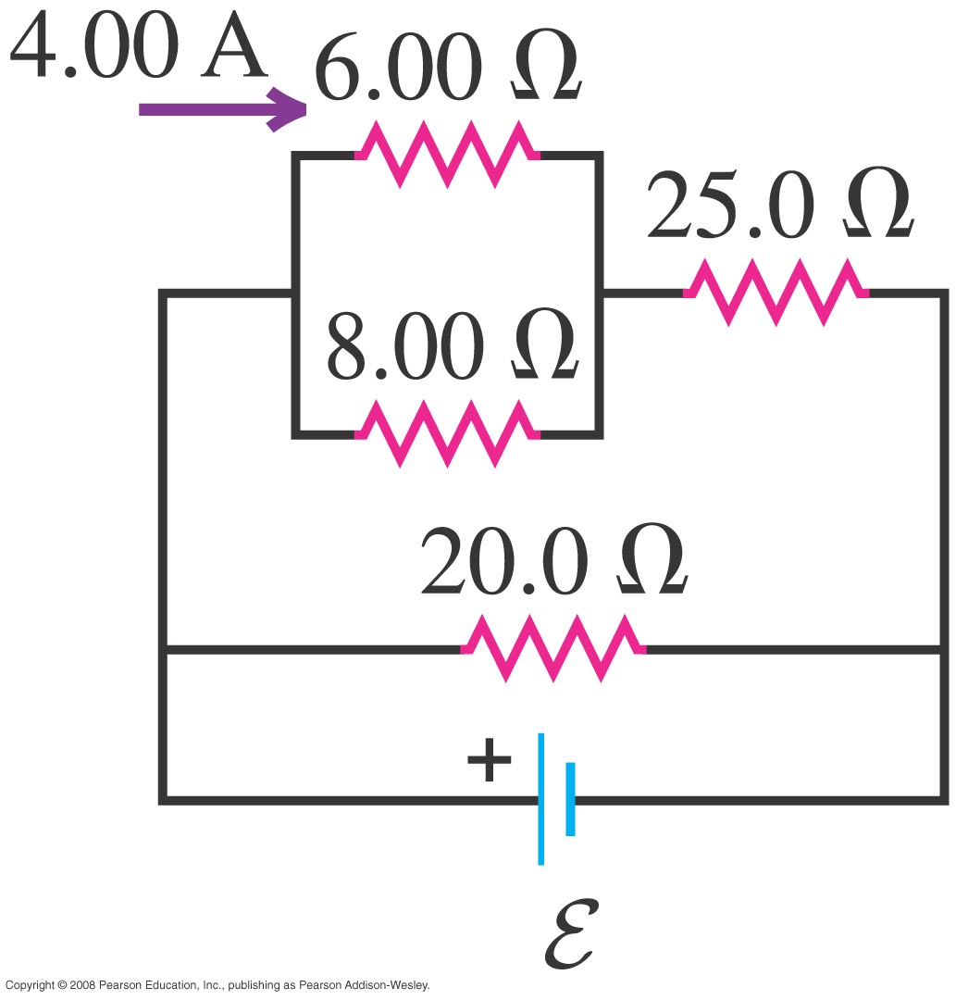 4.00 A
6.00 Ω
25.0 Ω
8.00 Ω
20.0 Ω
+
ℰ
Copyright © 2008 Pearson Education, Inc., publishing as Pearson Addison-Wesley.